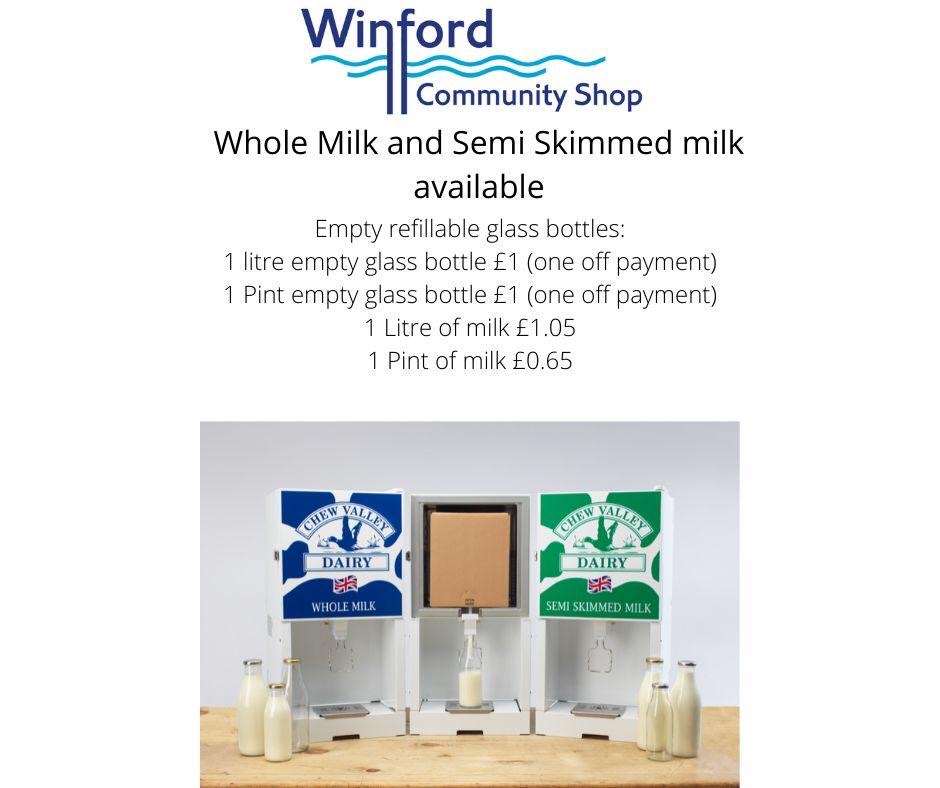 Winford
Community Shop
Whole Milk and Semi Skimmed milk
available
Empty refillable glass bottles:
1 litre empty glass bottle £1 (one off payment)
1 Pint empty glass bottle £1 (one off payment)
1 Litre of milk £1.05
1 Pint of milk £0.65
CHEW VALLEY
DAIRY
WHOLE MILK
CHEW VALLEY
DAIRY
SEMI SKIMMED MILK